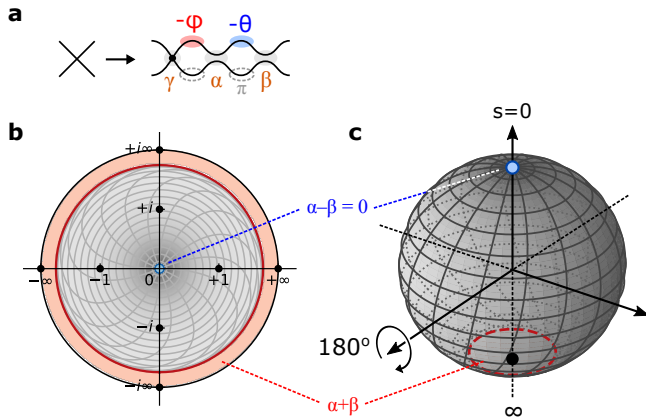 a
-φ -θ
γ α π β
b
+i∞
+i
-∞ -1 0 +1 +∞
-i
-i∞
α-β = 0
α+β
c
s=0
180°
∞